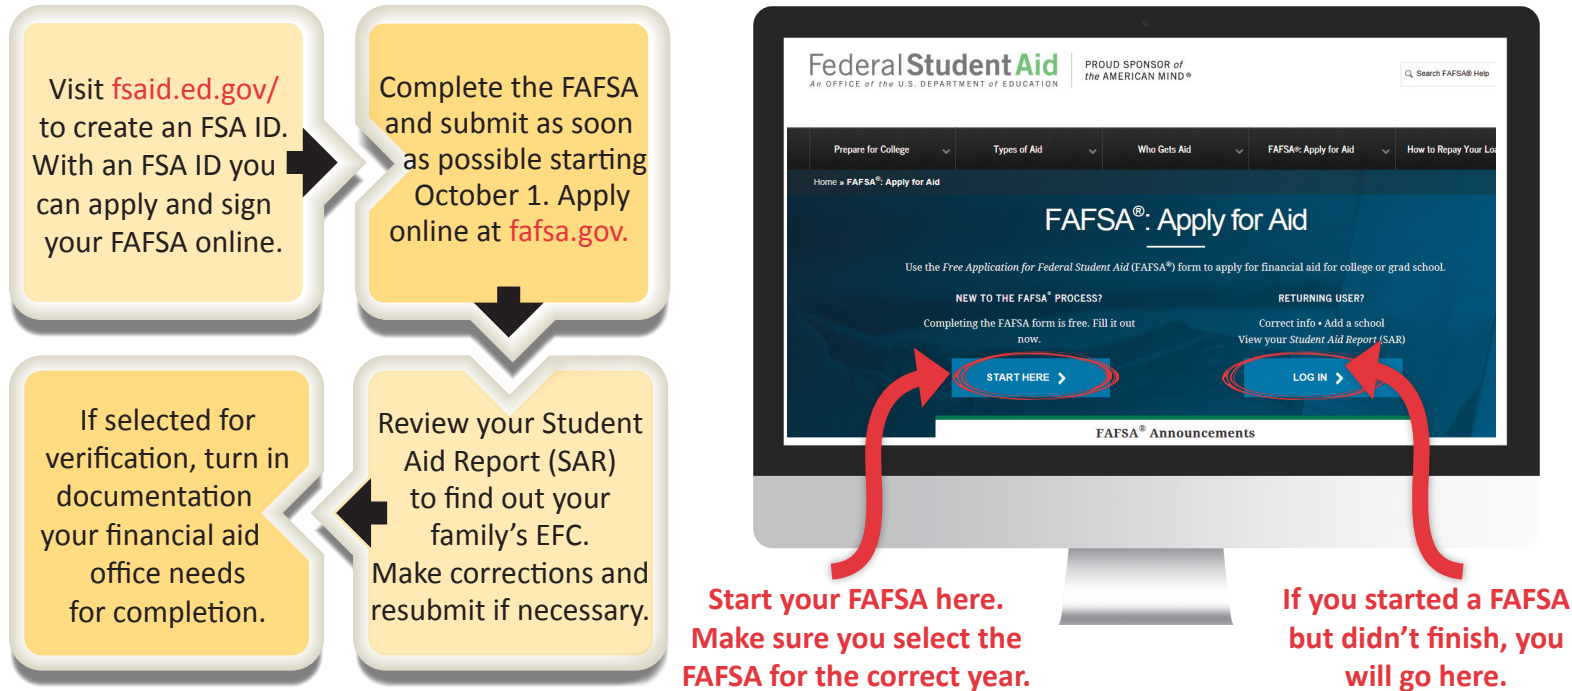 Visit fsaid.ed.gov/
to create an FSA ID.
With an FSA ID you
can apply and sign
your FAFSA online.
Complete the FAFSA
and submit as soon
as possible starting
October 1. Apply
online at fafsa.gov.
Review your Student
Aid Report (SAR)
to find out your
family's EFC.
Make corrections and
resubmit if necessary.
If selected for
verification, turn in
documentation
your financial aid
office needs
for completion.
Federal Student Aid
An OFFICE of the U.S. DEPARTMENT of EDUCATION
PROUD SPONSOR of
the AMERICAN MIND®
Search FAFSA® Help
Prepare for College
Types of Aid
Who Gets Aid
FAFSA®: Apply for Aid
How to Repay Your Loa
Home » FAFSA®: Apply for Aid
FAFSA®: Apply for Aid
Use the Free Application for Federal Student Aid (FAFSA®) form to apply for financial aid for college or grad school.
NEW TO THE FAFSA® PROCESS?
Completing the FAFSA form is free. Fill it out
now.
START HERE
RETURNING USER?
Correct info • Add a school
View your Student Aid Report (SAR)
LOG IN
FAFSA® Announcements
Start your FAFSA here.
Make sure you select the
FAFSA for the correct year.
If you started a FAFSA
but didn't finish, you
will go here.